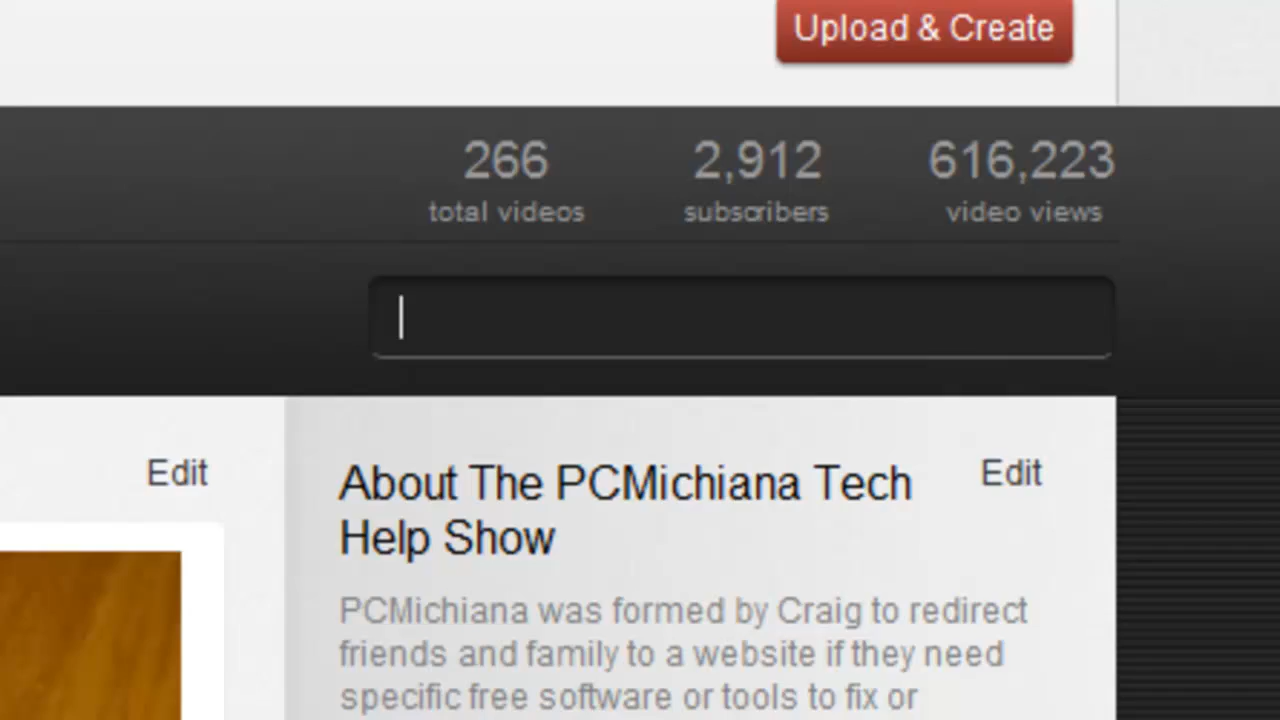 Upload & Create
266 2,912 616,223
total videos subscribers video views
Edit
About The PCMichiana Tech Edit
Help Show
PCMichiana was formed by Craig to redirect
friends and family to a website if they need
specific free software or tools to fix or